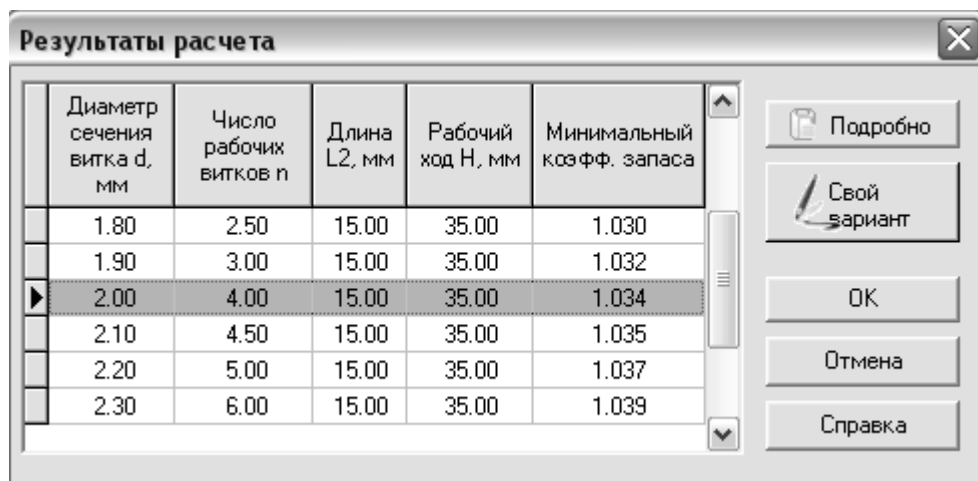 Результаты расчета
Диаметр сечения витка d, мм
Число рабочих витков n
Длина L2, мм
Рабочий ход H, мм
Минимальный коэфф. запаса
1.80 2.50 15.00 35.00 1.030
1.90 3.00 15.00 35.00 1.032
2.00 4.00 15.00 35.00 1.034
2.10 4.50 15.00 35.00 1.035
2.20 5.00 15.00 35.00 1.037
2.30 6.00 15.00 35.00 1.039
Подробно
Свой
вариант
OK
Отмена
Справка